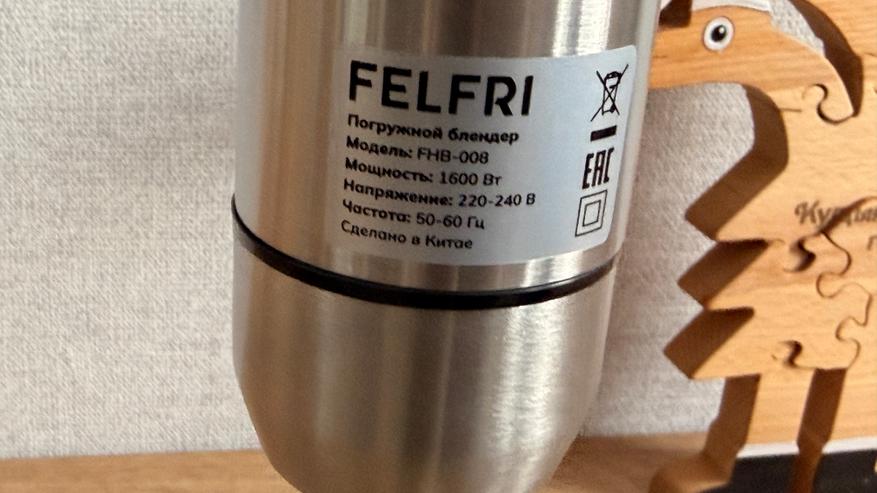 FELFRI
Погружной блендер
Модель: FHB-008
Мощность: 1600 Вт
Напряжение: 220-240 В
Частота: 50-60 Гц
Сделано в Китае
EAC